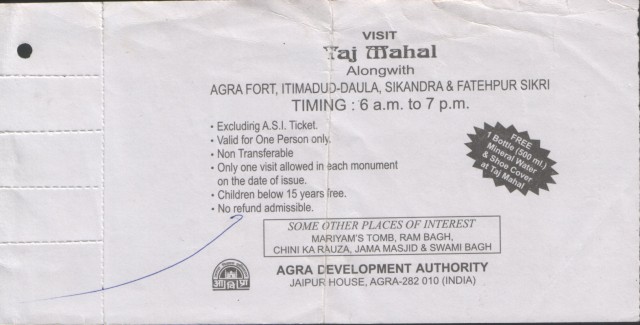 VISIT
Taj Mahal
Alongwith
AGRA FORT, ITIMADUD-DAULA, SIKANDRA & FATEHPUR SIKRI
TIMING : 6 a.m. to 7 p.m.
• Excluding A.S.I. Ticket.
• Valid for One Person only.
• Non Transferable
• Only one visit allowed in each monument
on the date of issue.
• Children below 15 years free.
• No refund admissible.
FREE
1 Bottle (500 ml.)
Mineral Water
& Shoe Cover
at Taj Mahal
SOME OTHER PLACES OF INTEREST
MARIYAM'S TOMB, RAM BAGH,
CHINI KA RAUZA, JAMA MASJID & SWAMI BAGH
आ वि प्रा
AGRA DEVELOPMENT AUTHORITY
JAIPUR HOUSE, AGRA-282 010 (INDIA)